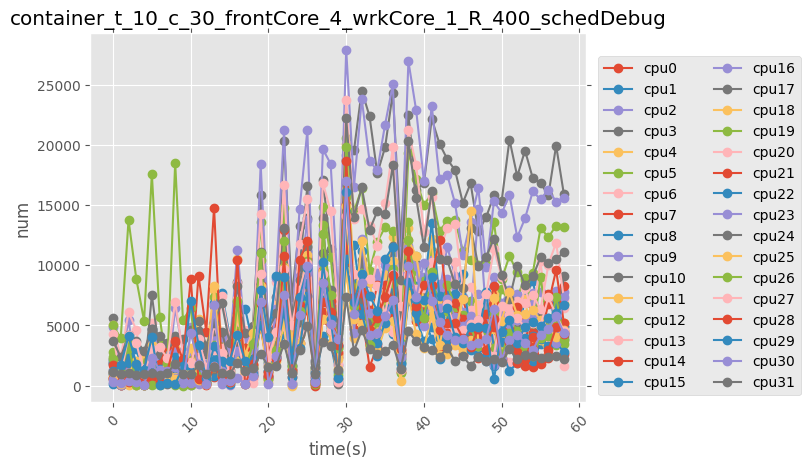 container_t_10_c_30_frontCore_4_wrkCore_1_R_400_schedDebug
25000
20000
15000
10000
5000
0
num
0 10 20 30 40 50 60
time(s)
cpu0 cpu16
cpu1 cpu17
cpu2 cpu18
cpu3 cpu19
cpu4 cpu20
cpu5 cpu21
cpu6 cpu22
cpu7 cpu23
cpu8 cpu24
cpu9 cpu25
cpu10 cpu26
cpu11 cpu27
cpu12 cpu28
cpu13 cpu29
cpu14 cpu30
cpu15 cpu31